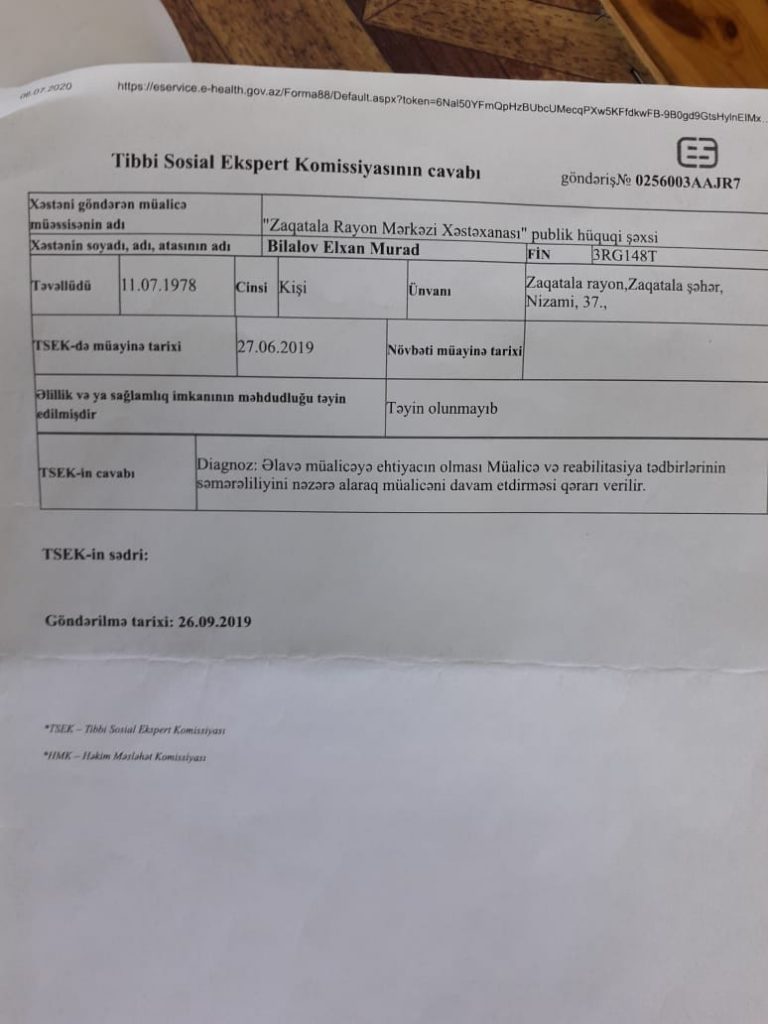 06.07.2020
https://eservice.e-health.gov.az/Forma88/Default.aspx?token=6Nal50YFmQpHzBUbcUMecqPXw5KFfdkwFB-9B0gd9GtsHylnEIMx...
Tibbi Sosial Ekspert Komissiyasının cavabı
göndəriş№ 0256003AAJR7
Xəstəni göndərən müalicə
müəssisənin adı
"Zaqatala Rayon Mərkəzi Xəstəxanası" publik hüquqi şəxsi
Xəstənin soyadı, adı, atasının adı
Bilalov Elxan Murad
FİN
3RG148T
Təvəllüdü
11.07.1978
Cinsi
Kişi
Ünvanı
Zaqatala rayon,Zaqatala şəhər,
Nizami, 37.,
TSEK-də müayinə tarixi
27.06.2019
Növbəti müayinə tarixi
Əlillik və ya sağlamlıq imkanının məhdudluğu təyin
edilmişdir
Təyin olunmayıb
TSEK-in cavabı
Diagnoz: Əlavə müalicəyə ehtiyacın olması Müalicə və reabilitasiya tədbirlərinin
səmərəliliyini nəzərə alaraq müalicəni davam etdirməsi qərarı verilir.
TSEK-in sədri:
Göndərilmə tarixi: 26.09.2019
*TSEK – Tibbi Sosial Ekspert Komissiyası
*HMK – Həkim Məsləhət Komissiyası